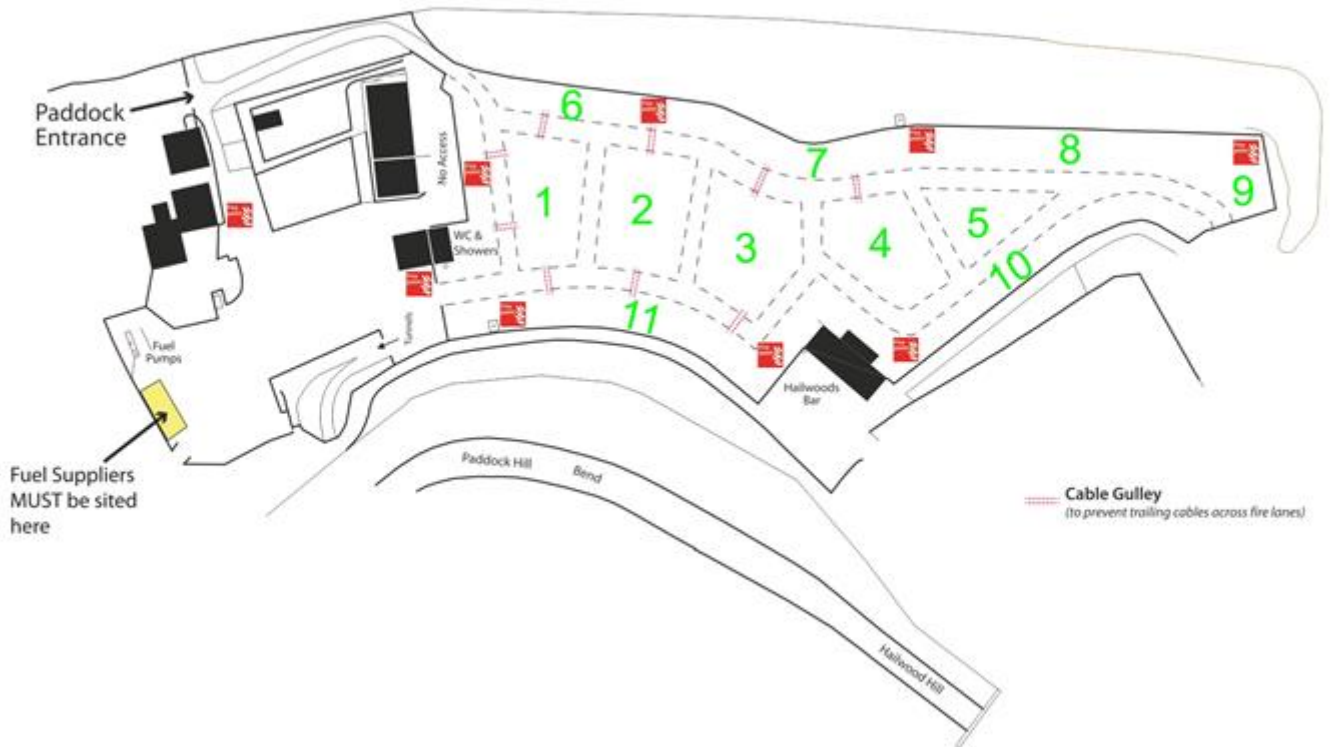 Paddock
Entrance
No Access
WC &
Showers
Tunnels
Fuel
Pumps
Fuel Suppliers
MUST be sited
here
Hailwoods
Bar
Paddock Hill Bend
Hailwood Hill
Cable Gulley
(to prevent trailing cables across fire lanes)
6
7
8
9
1
2
3
4
5
10
11